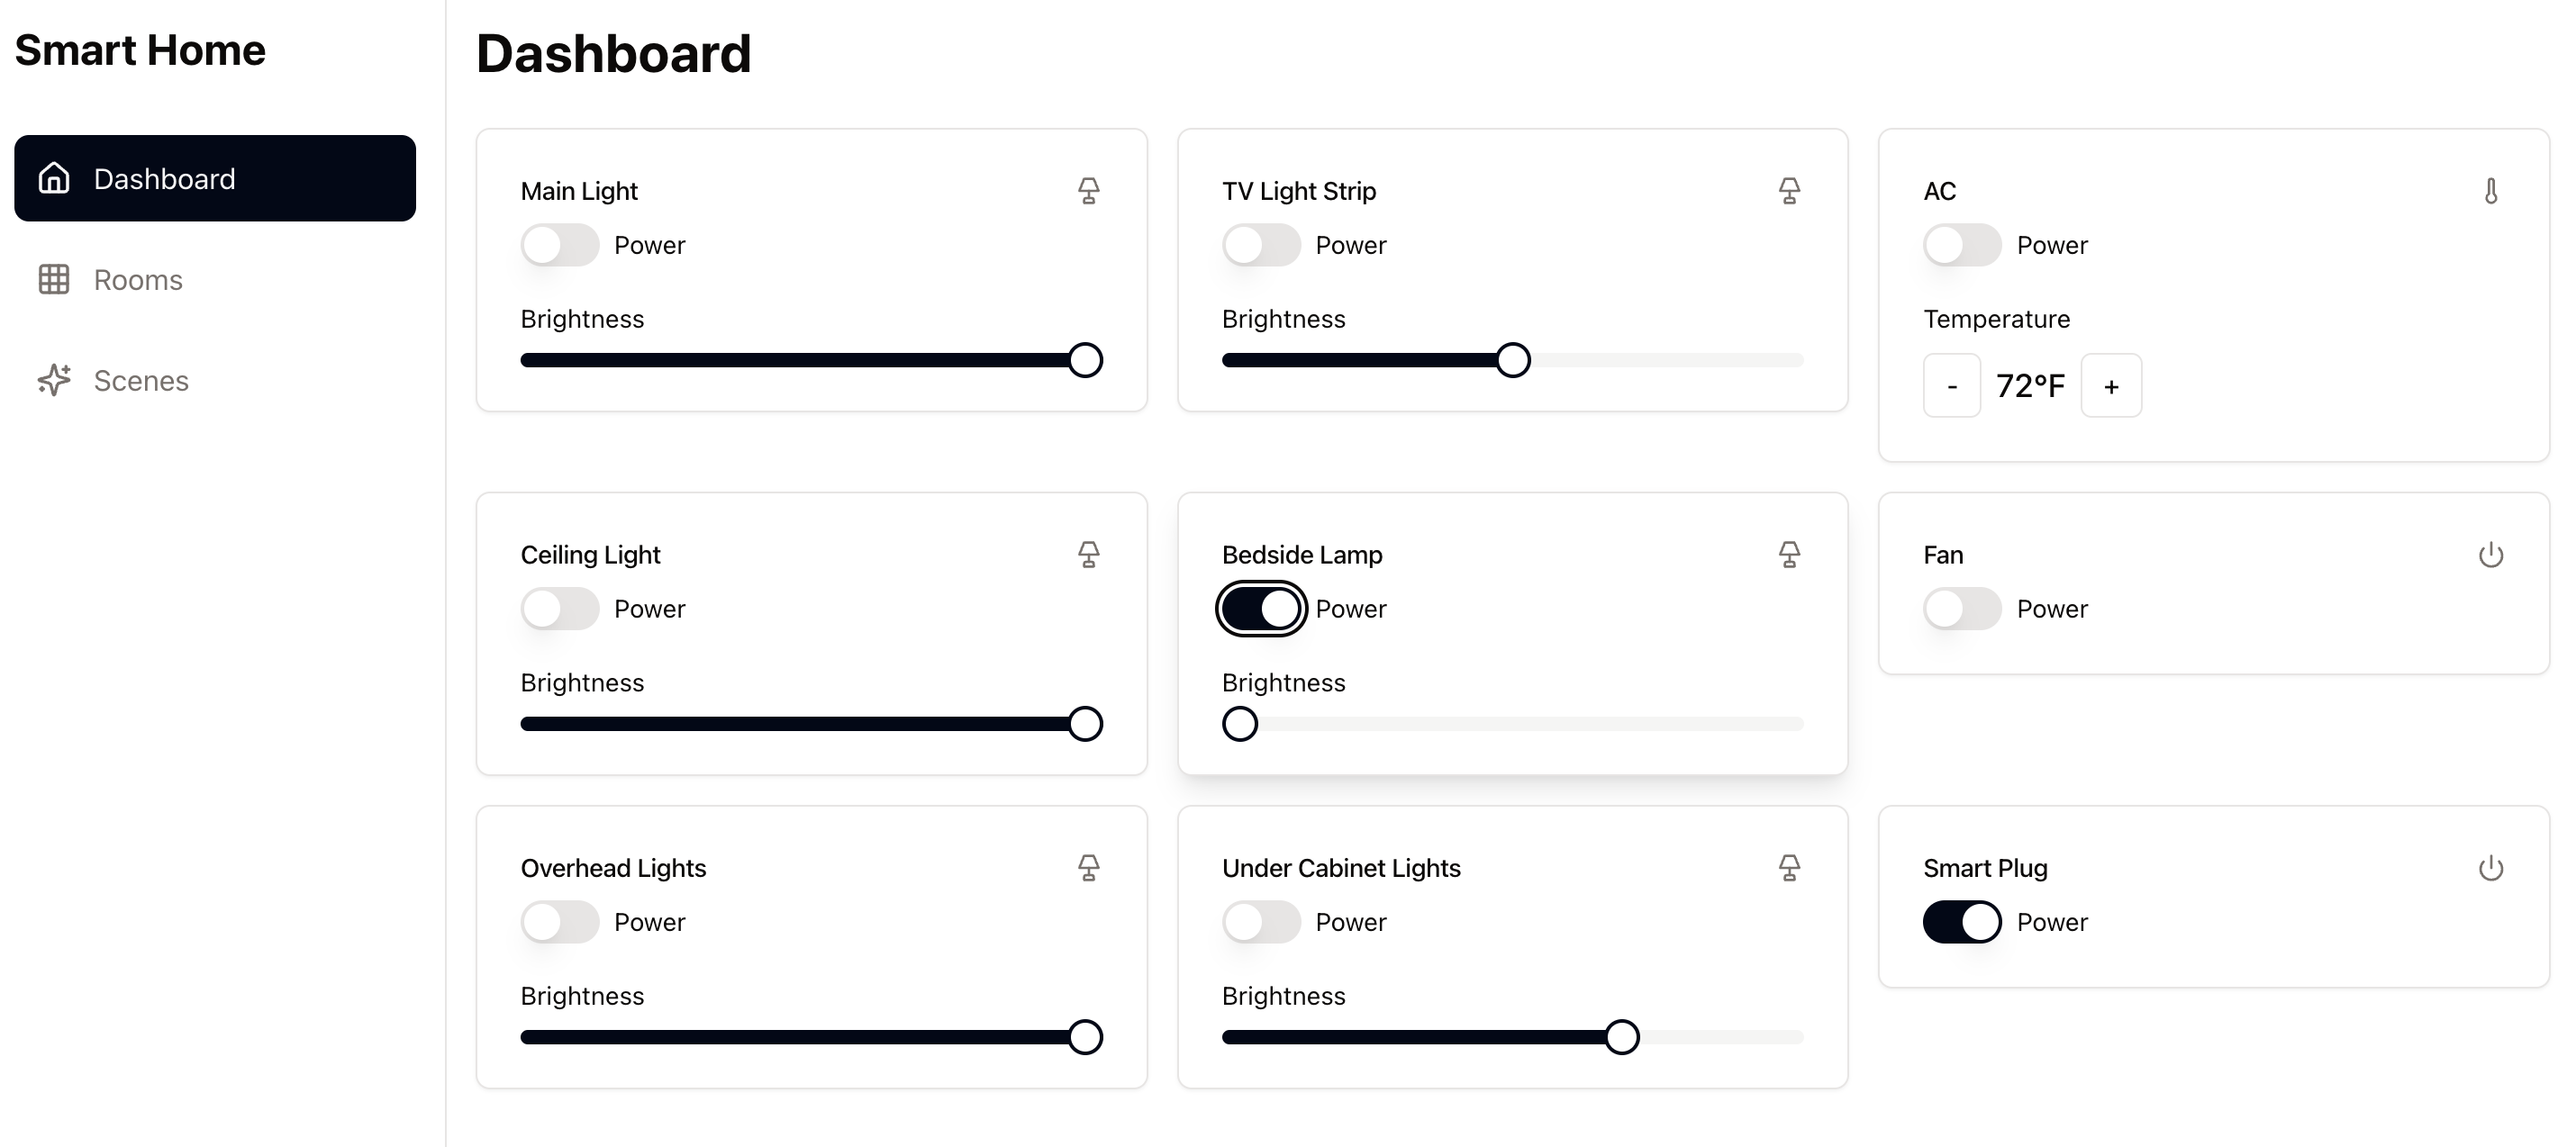 Smart Home
Dashboard
Rooms
Scenes
Dashboard
Main Light
Power
Brightness
TV Light Strip
Power
Brightness
AC
Power
Temperature
- 72°F +
Ceiling Light
Power
Brightness
Bedside Lamp
Power
Brightness
Fan
Power
Overhead Lights
Power
Brightness
Under Cabinet Lights
Power
Brightness
Smart Plug
Power